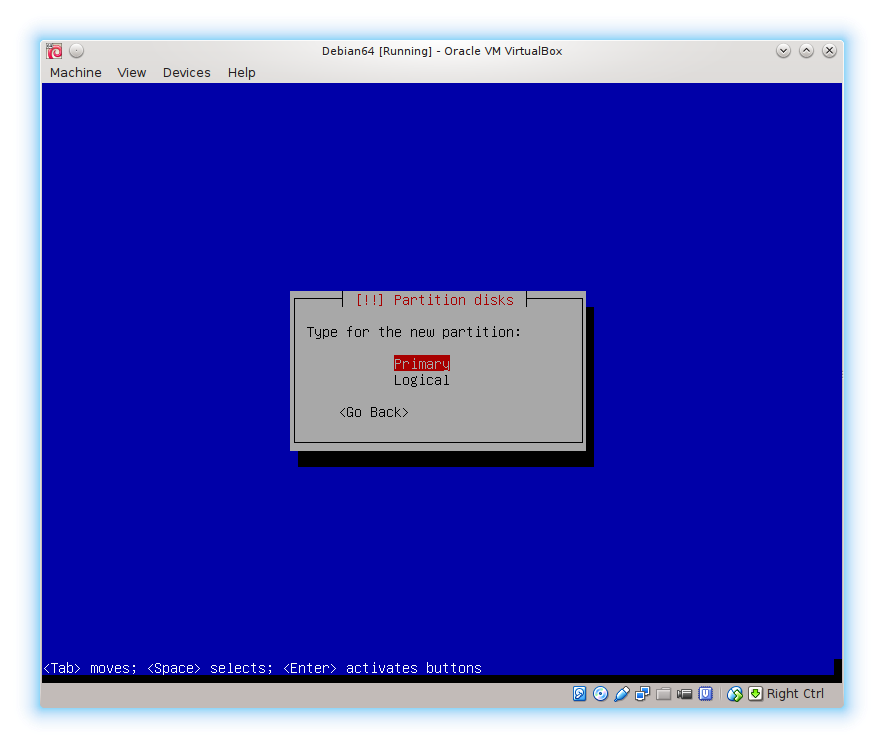 Debian64 [Running] - Oracle VM VirtualBox
Machine View Devices Help
[!!] Partition disks
Type for the new partition:
Primary
Logical
<Go Back>
<Tab> moves; <Space> selects; <Enter> activates buttons
Right Ctrl